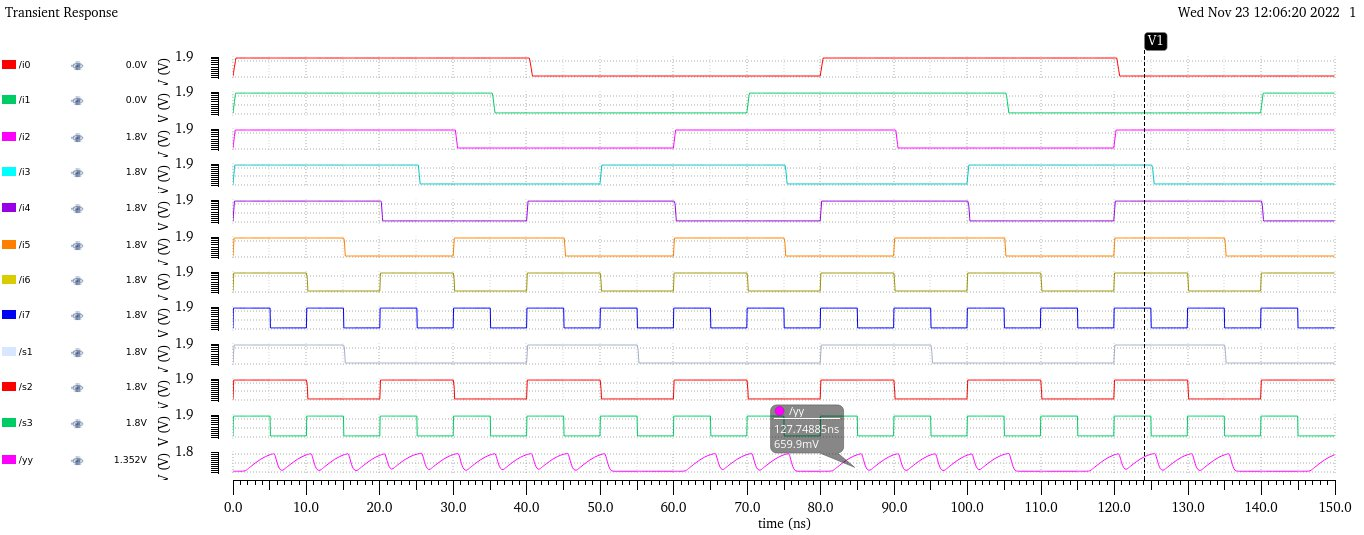 Transient Response Wed Nov 23 12:06:20 2022 1
V1
/i0 0.0V V (V) 1.9
/i1 0.0V V (V) 1.9
/i2 1.8V V (V) 1.9
/i3 1.8V V (V) 1.9
/i4 1.8V V (V) 1.9
/i5 1.8V V (V) 1.9
/i6 1.8V V (V) 1.9
/i7 1.8V V (V) 1.9
/s1 1.8V V (V) 1.9
/s2 1.8V V (V) 1.9
/s3 1.8V V (V) 1.9
/yy
127.74885ns
659.9mV
/yy 1.352V V (V) 1.8
0.0 10.0 20.0 30.0 40.0 50.0 60.0 70.0 80.0 90.0 100.0 110.0 120.0 130.0 140.0 150.0
time (ns)